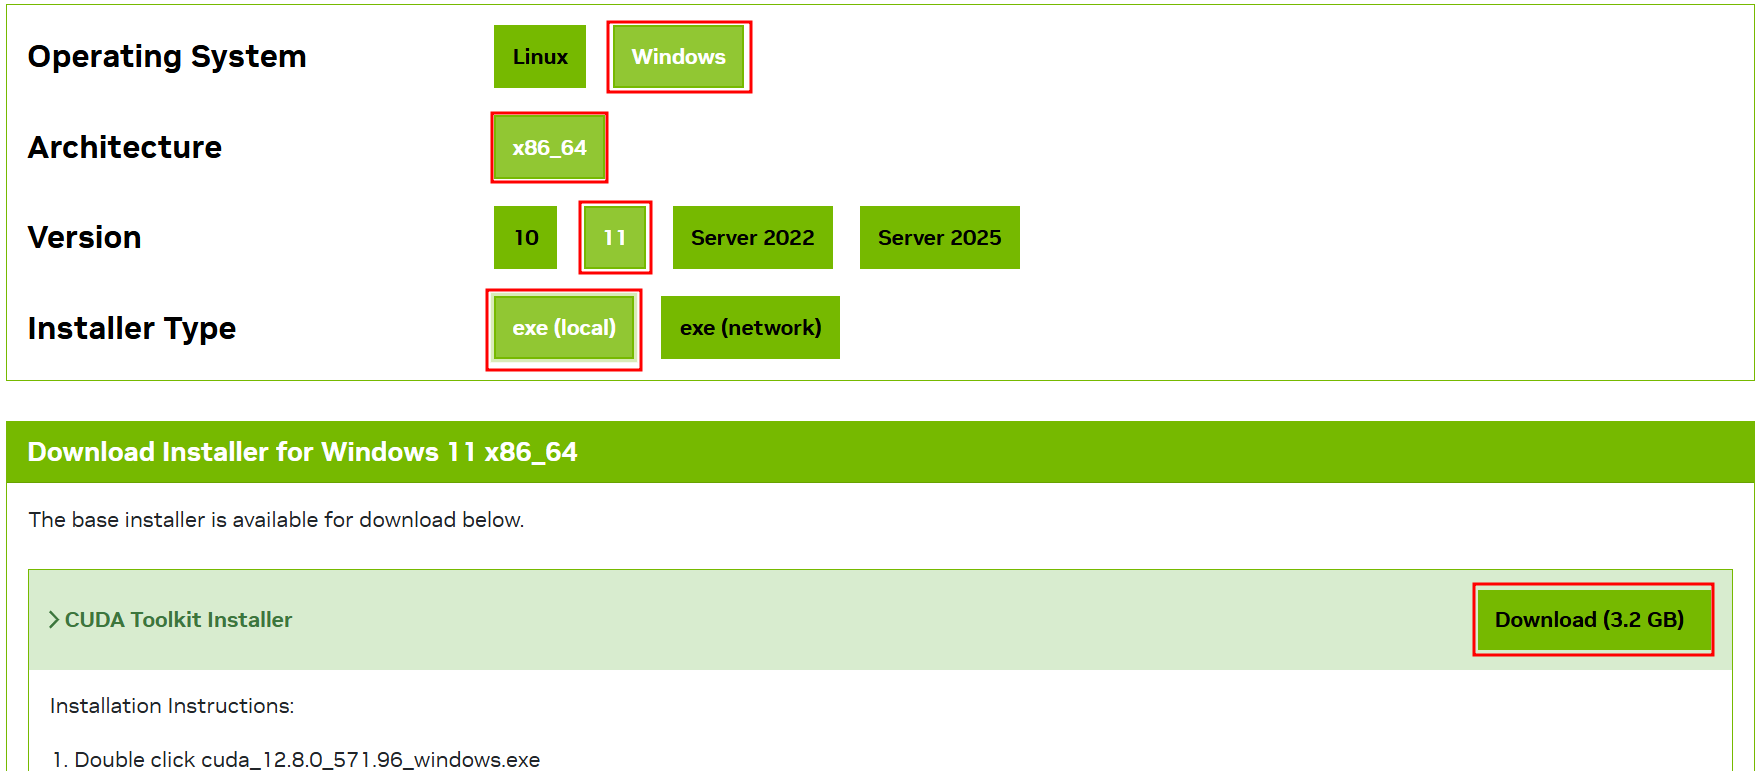 Operating System Linux Windows
Architecture x86_64
Version 10 11 Server 2022 Server 2025
Installer Type exe (local) exe (network)
Download Installer for Windows 11 x86_64
The base installer is available for download below.
CUDA Toolkit Installer Download (3.2 GB)
Installation Instructions:
1. Double click cuda_12.8.0_571.96_windows.exe